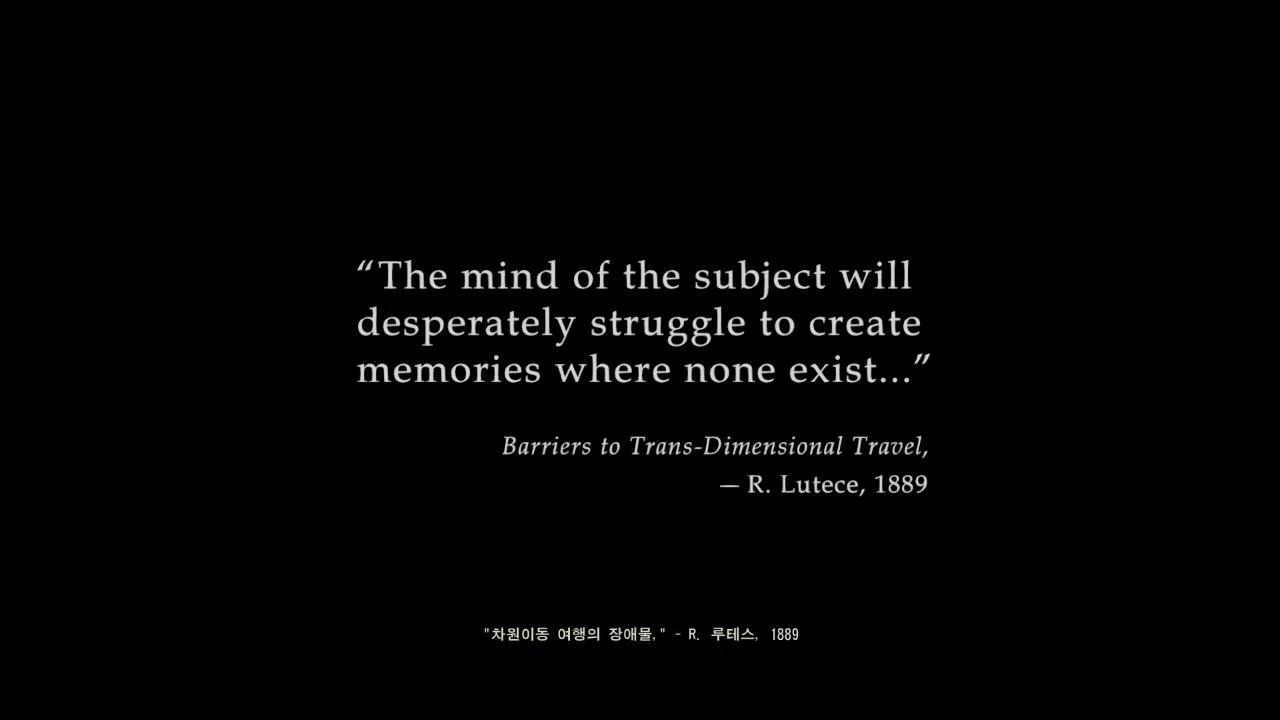 “The mind of the subject will
desperately struggle to create
memories where none exist...”
Barriers to Trans-Dimensional Travel,
— R. Lutece, 1889
"차원이동 여행의 장애물," - R. 루테스, 1889